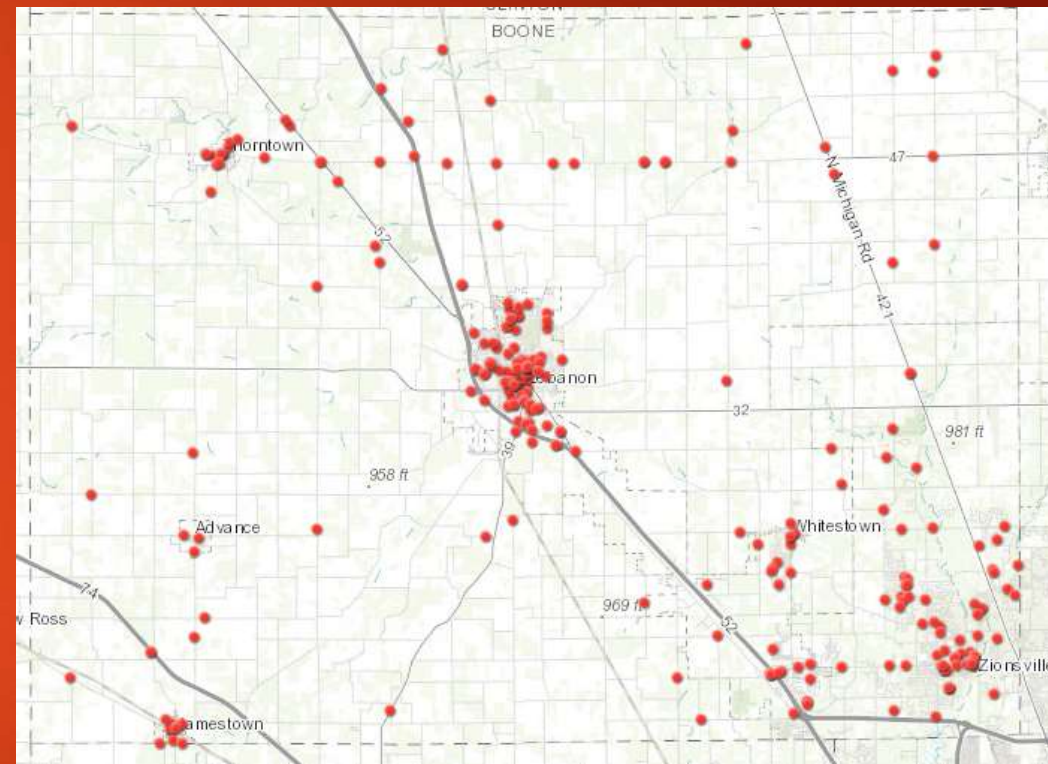 BOONE
horntown
47
N Michigan Rd
52
421
Lebanon
32
981 ft
39
958 ft
Advance
Whitestown
74
w Ross
969 ft
52
Zionsvill
amestown